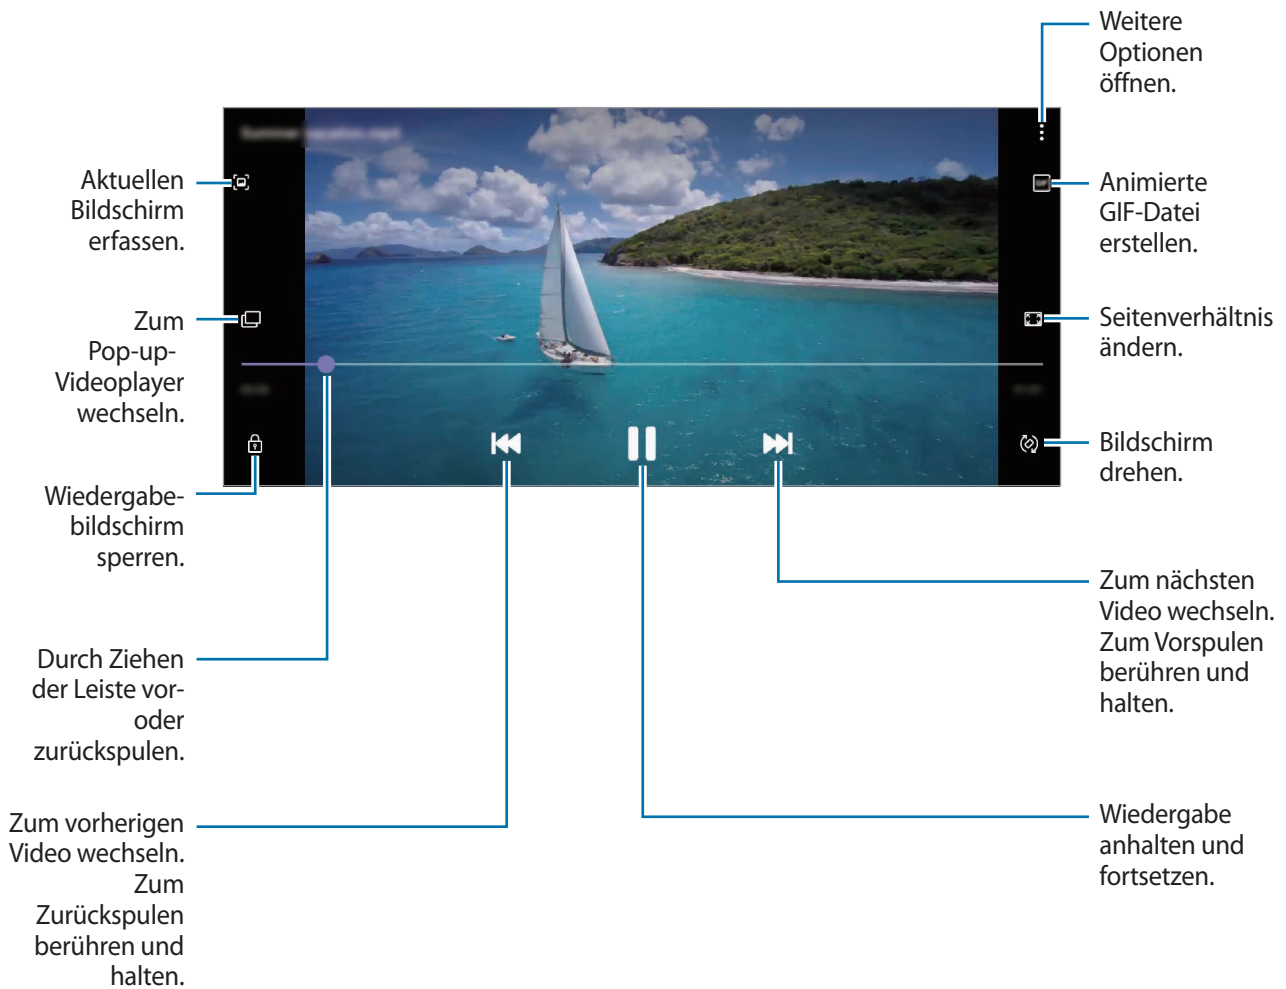 Weitere
Optionen
öffnen.
Aktuellen
Bildschirm
erfassen.
Animierte
GIF-Datei
erstellen.
Zum
Pop-up-
Videoplayer
wechseln.
Seitenverhältnis
ändern.
Wiedergabe-
bildschirm
sperren.
Bildschirm
drehen.
Durch Ziehen
der Leiste vor-
oder
zurückspulen.
Zum nächsten
Video wechseln.
Zum Vorspulen
berühren und
halten.
Zum vorherigen
Video wechseln.
Zum
Zurückspulen
berühren und
halten.
Wiedergabe
anhalten und
fortsetzen.